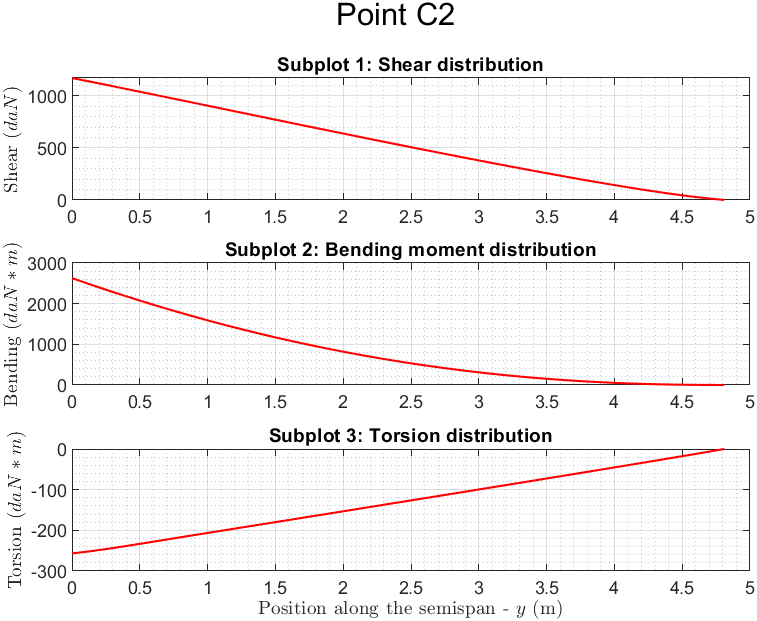 Point C2
Subplot 1: Shear distribution
Shear (daN)
1000
500
0
0 0.5 1 1.5 2 2.5 3 3.5 4 4.5 5
Subplot 2: Bending moment distribution
Bending (daN * m)
3000
2000
1000
0
0 0.5 1 1.5 2 2.5 3 3.5 4 4.5 5
Subplot 3: Torsion distribution
Torsion (daN * m)
0
-100
-200
-300
0 0.5 1 1.5 2 2.5 3 3.5 4 4.5 5
Position along the semispan - y (m)